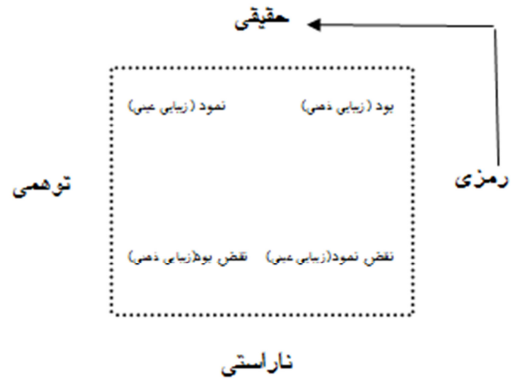 حقیقی
بود (زیبایی ذهنی) نمود (زیبایی عینی)
رمزی توهمی
نقض نمود(زیبایی عینی) نقض بود(زیبایی ذهنی)
ناراستی